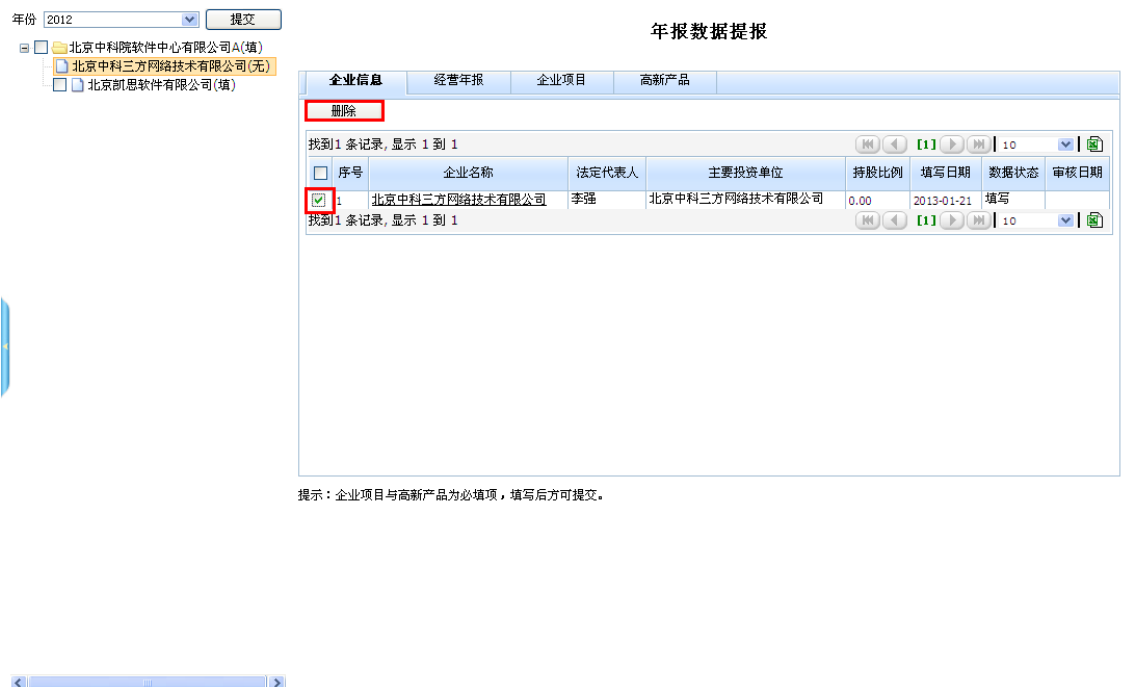 年份 2012 提交
北京中科院软件中心有限公司A(填)
北京中科三方网络技术有限公司(无)
北京凯思软件有限公司(填)
年报数据提报
企业信息 经营年报 企业项目 高新产品
删除
找到1 条记录, 显示 1 到 1 [1] 10
序号 企业名称 法定代表人 主要投资单位 持股比例 填写日期 数据状态 审核日期
1 北京中科三方网络技术有限公司 李强 北京中科三方网络技术有限公司 0.00 2013-01-21 填写
找到1 条记录, 显示 1 到 1 [1] 10
提示：企业项目与高新产品为必填项，填写后方可提交。